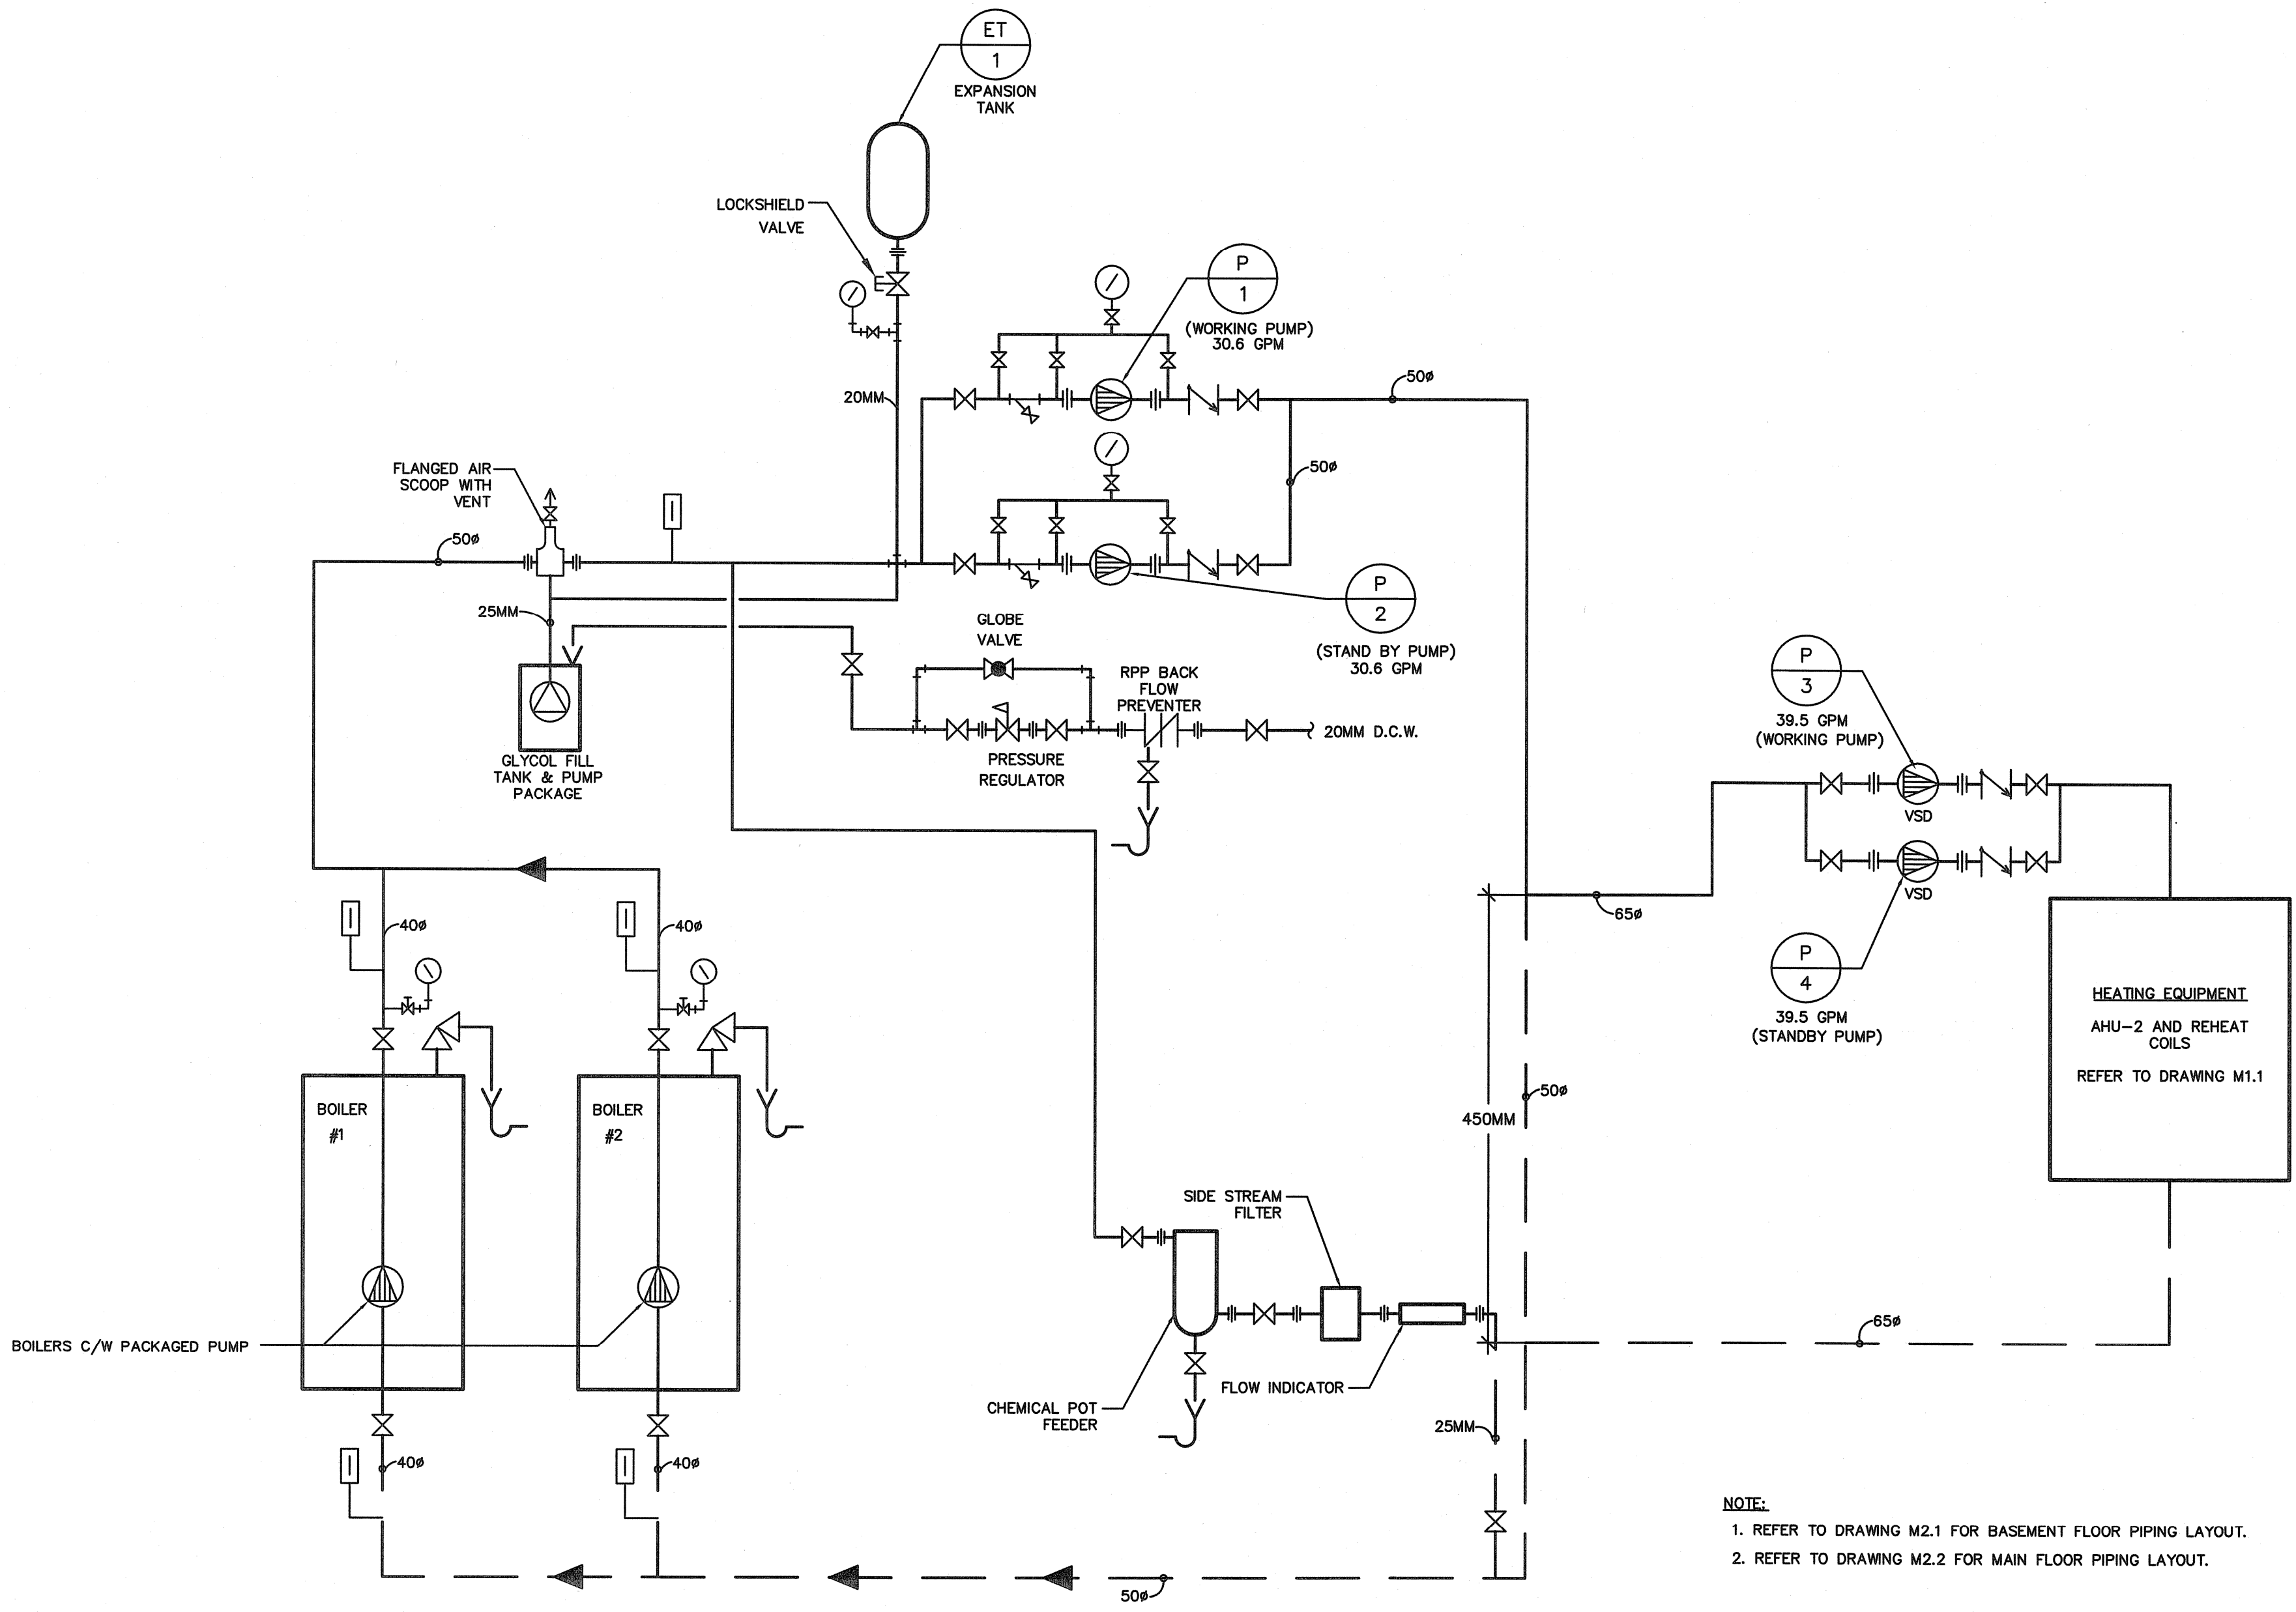 ET
1
EXPANSION
TANK
LOCKSHIELD
VALVE
P
1
(WORKING PUMP)
30.6 GPM
50ø
20MM
50ø
FLANGED AIR
SCOOP WITH
VENT
50ø
P
2
(STAND BY PUMP)
30.6 GPM
25MM
GLOBE
VALVE
RPP BACK
FLOW
PREVENTER
20MM D.C.W.
PRESSURE
REGULATOR
GLYCOL FILL
TANK & PUMP
PACKAGE
P
3
39.5 GPM
(WORKING PUMP)
VSD
VSD
65ø
P
4
39.5 GPM
(STANDBY PUMP)
40ø
40ø
HEATING EQUIPMENT
AHU-2 AND REHEAT
COILS
REFER TO DRAWING M1.1
BOILER
#1
BOILER
#2
50ø
450MM
SIDE STREAM
FILTER
65ø
BOILERS C/W PACKAGED PUMP
FLOW INDICATOR
CHEMICAL POT
FEEDER
25MM
40ø
40ø
50ø
NOTE:
1. REFER TO DRAWING M2.1 FOR BASEMENT FLOOR PIPING LAYOUT.
2. REFER TO DRAWING M2.2 FOR MAIN FLOOR PIPING LAYOUT.